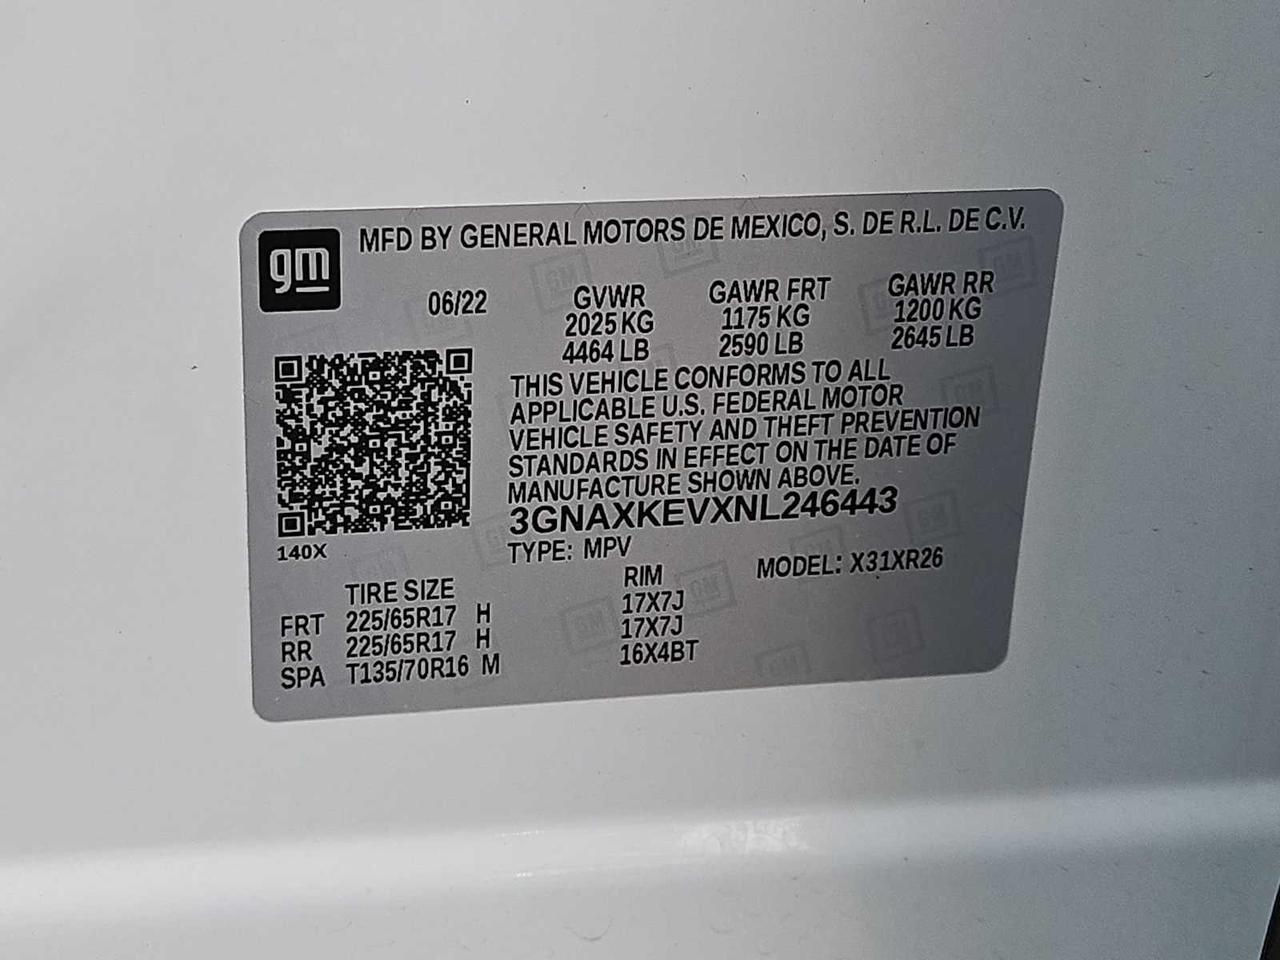 gm MFD BY GENERAL MOTORS DE MEXICO, S. DE R.L. DE C.V.
06/22 GVWR GAWR FRT GAWR RR
2025 KG 1175 KG 1200 KG
4464 LB 2590 LB 2645 LB
THIS VEHICLE CONFORMS TO ALL
APPLICABLE U.S. FEDERAL MOTOR
VEHICLE SAFETY AND THEFT PREVENTION
STANDARDS IN EFFECT ON THE DATE OF
MANUFACTURE SHOWN ABOVE.
3GNAXKEVXNL246443
140X TYPE: MPV MODEL: X31XR26
TIRE SIZE RIM
FRT 225/65R17 H 17X7J
RR 225/65R17 H 17X7J
SPA T135/70R16 M 16X4BT